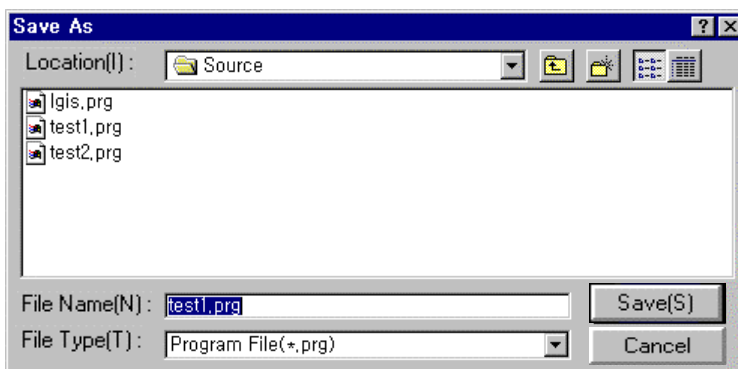 Save As
Location(I) : Source
lgis.prg
test1.prg
test2.prg
File Name(N) : test1.prg Save(S)
File Type(T) : Program File(*.prg) Cancel